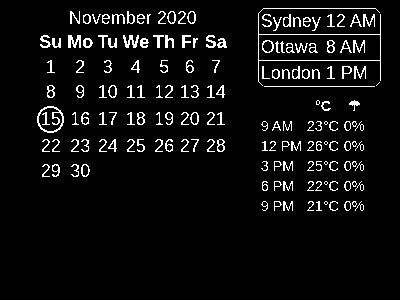 November 2020
Su Mo Tu We Th Fr Sa
1 2 3 4 5 6 7
8 9 10 11 12 13 14
15 16 17 18 19 20 21
22 23 24 25 26 27 28
29 30
Sydney 12 AM
Ottawa 8 AM
London 1 PM
°C ☂
9 AM 23°C 0%
12 PM 26°C 0%
3 PM 25°C 0%
6 PM 22°C 0%
9 PM 21°C 0%